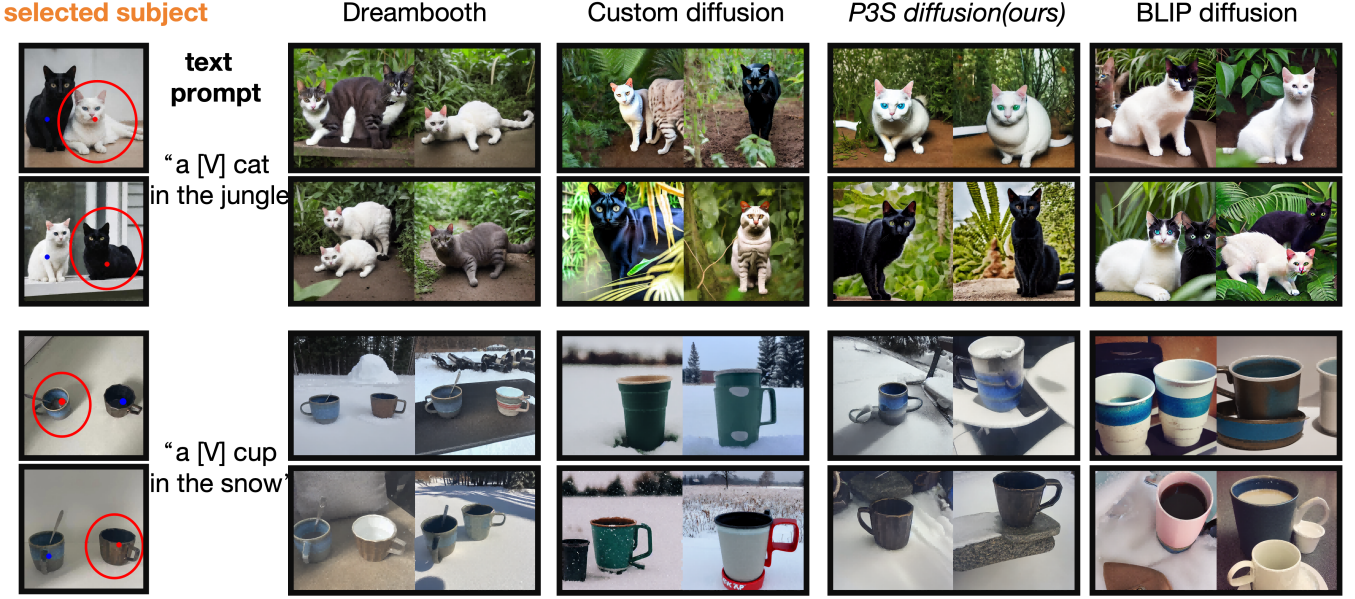 selected subject
Dreambooth
Custom diffusion
P3S diffusion(ours)
BLIP diffusion
text
prompt
“a [V] cat
in the jungle
“a [V] cup
in the snow’